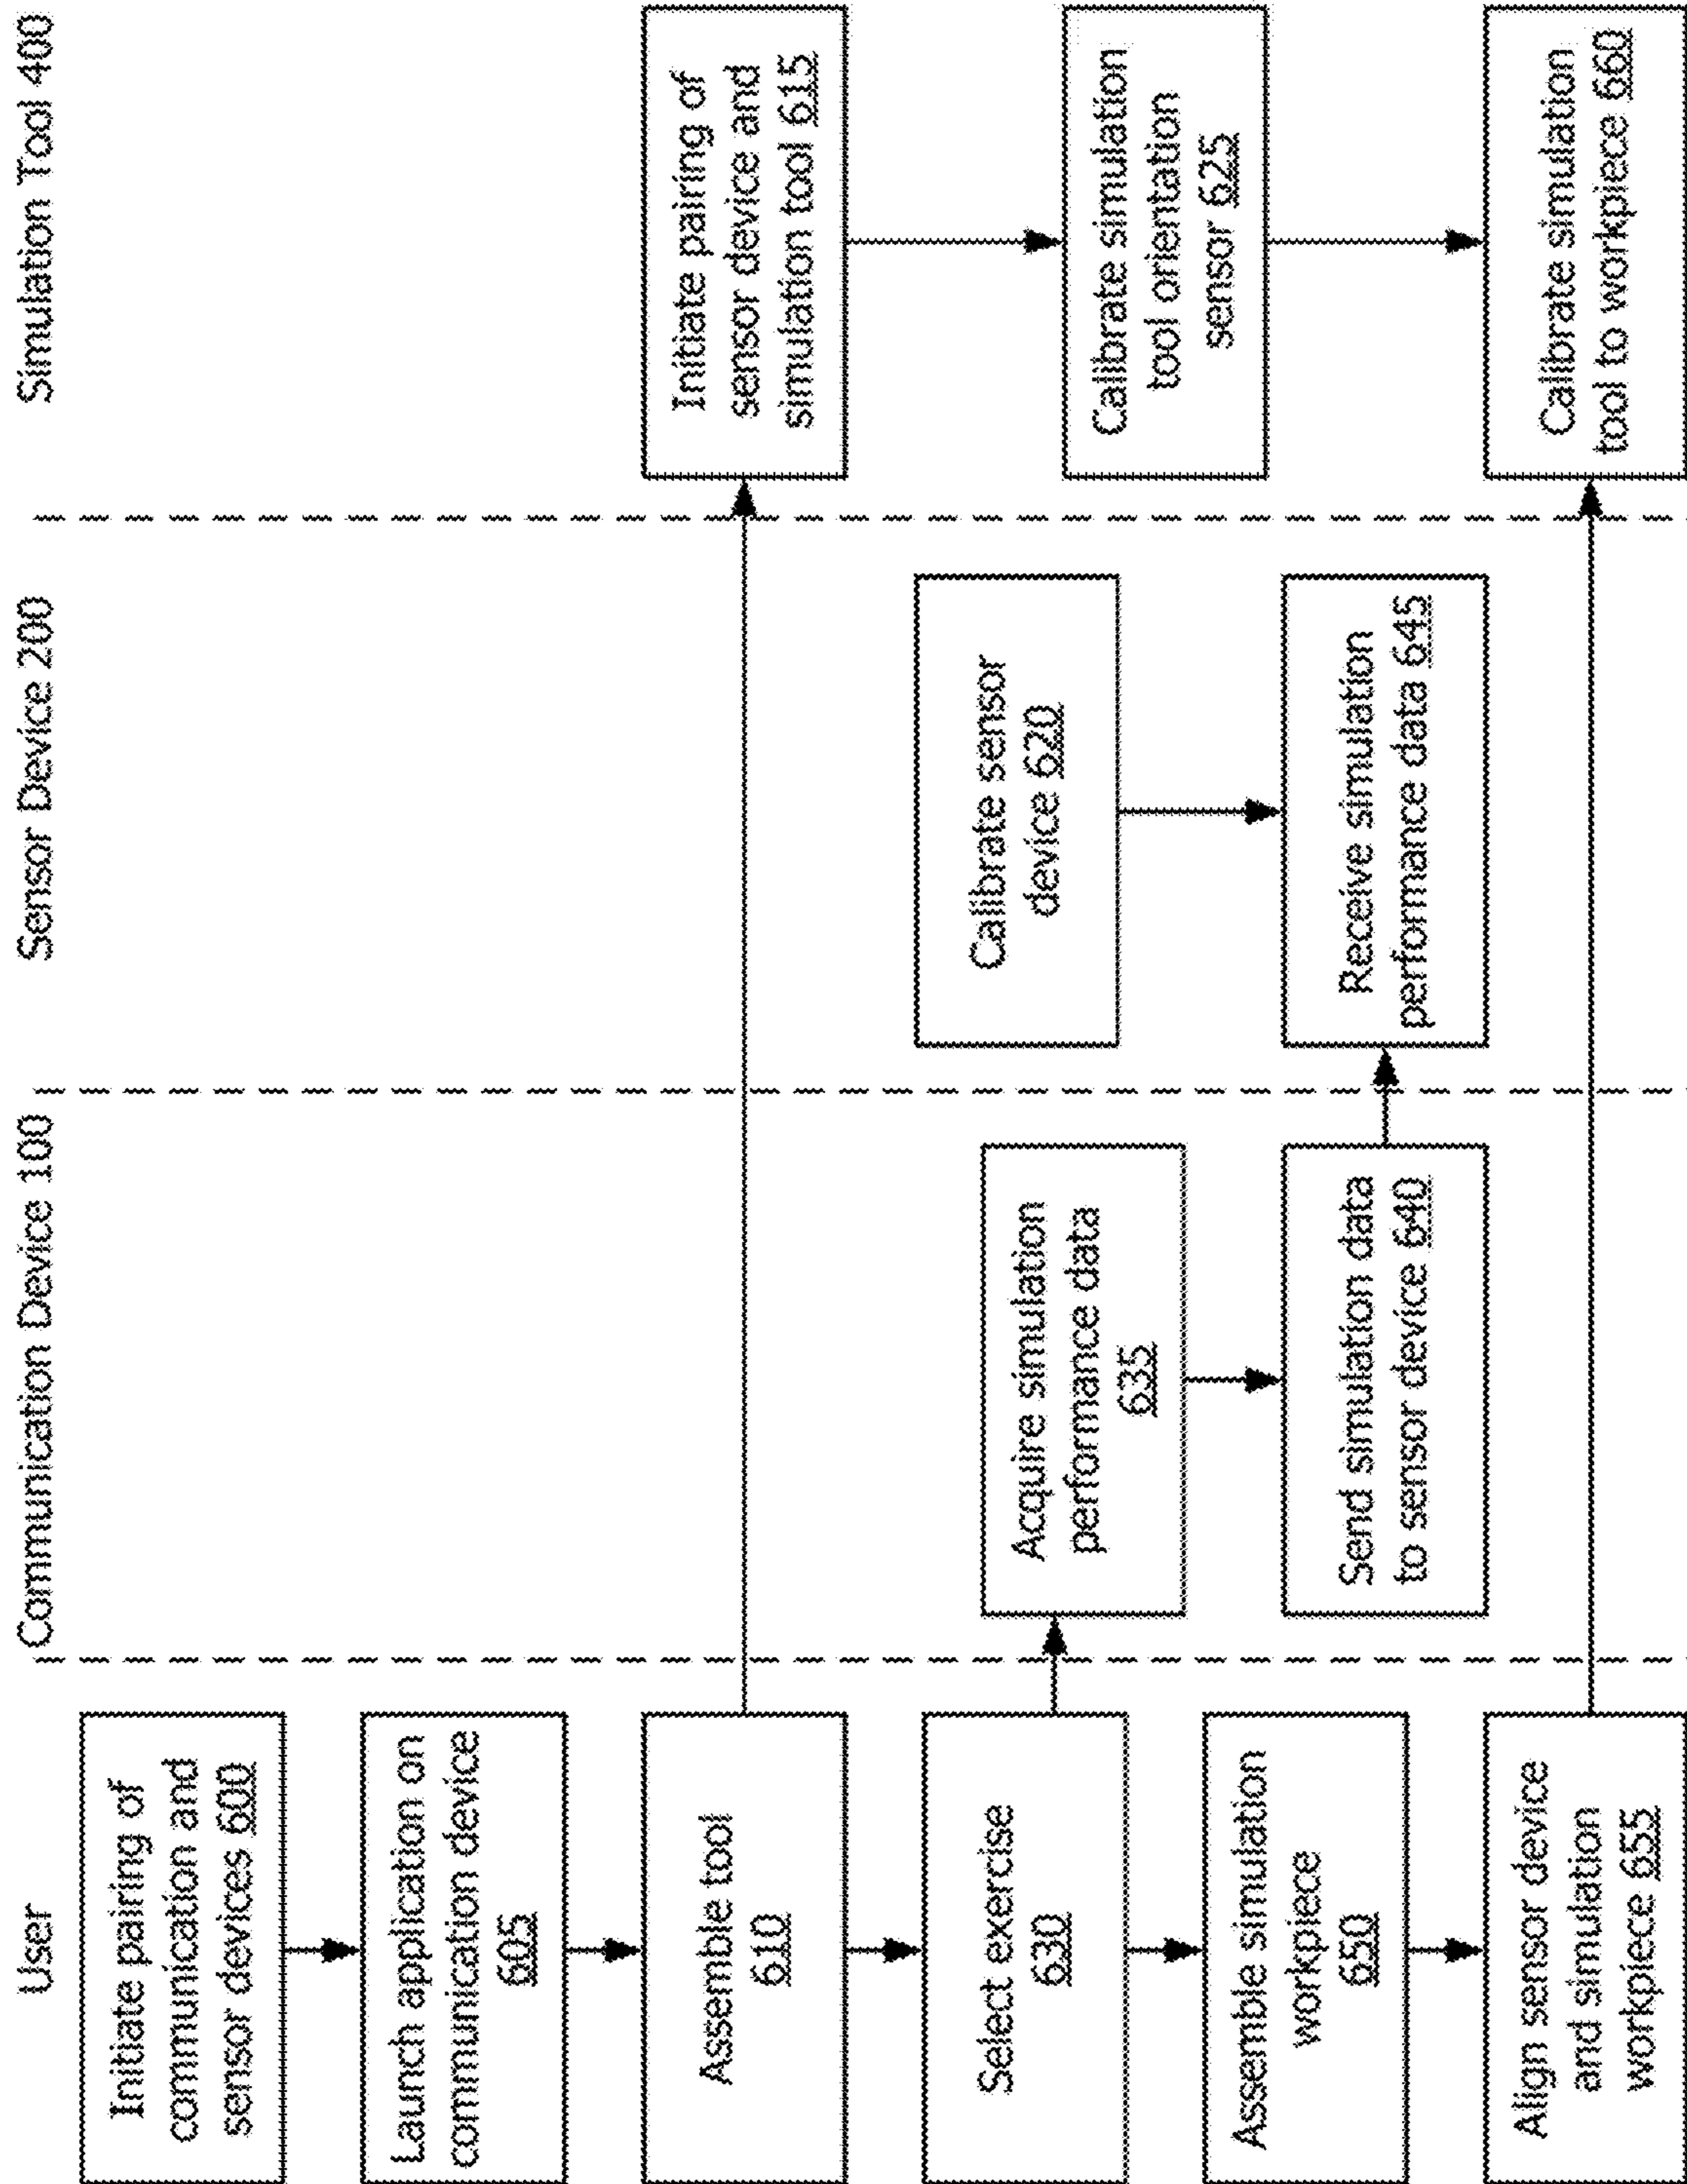 User
Communication Device 100
Sensor Device 200
Simulation Tool 400
Initiate pairing of
communication and
sensor devices 600
Launch application on
communication device
605
Assemble tool
610
Initiate pairing of
sensor device and
simulation tool 615
Calibrate sensor
device 620
Calibrate simulation
tool orientation
sensor 625
Select exercise
630
Acquire simulation
performance data
635
Send simulation data
to sensor device 640
Receive simulation
performance data 645
Assemble simulation
workpiece
650
Align sensor device
and simulation
workpiece 655
Calibrate simulation
tool to workpiece 660